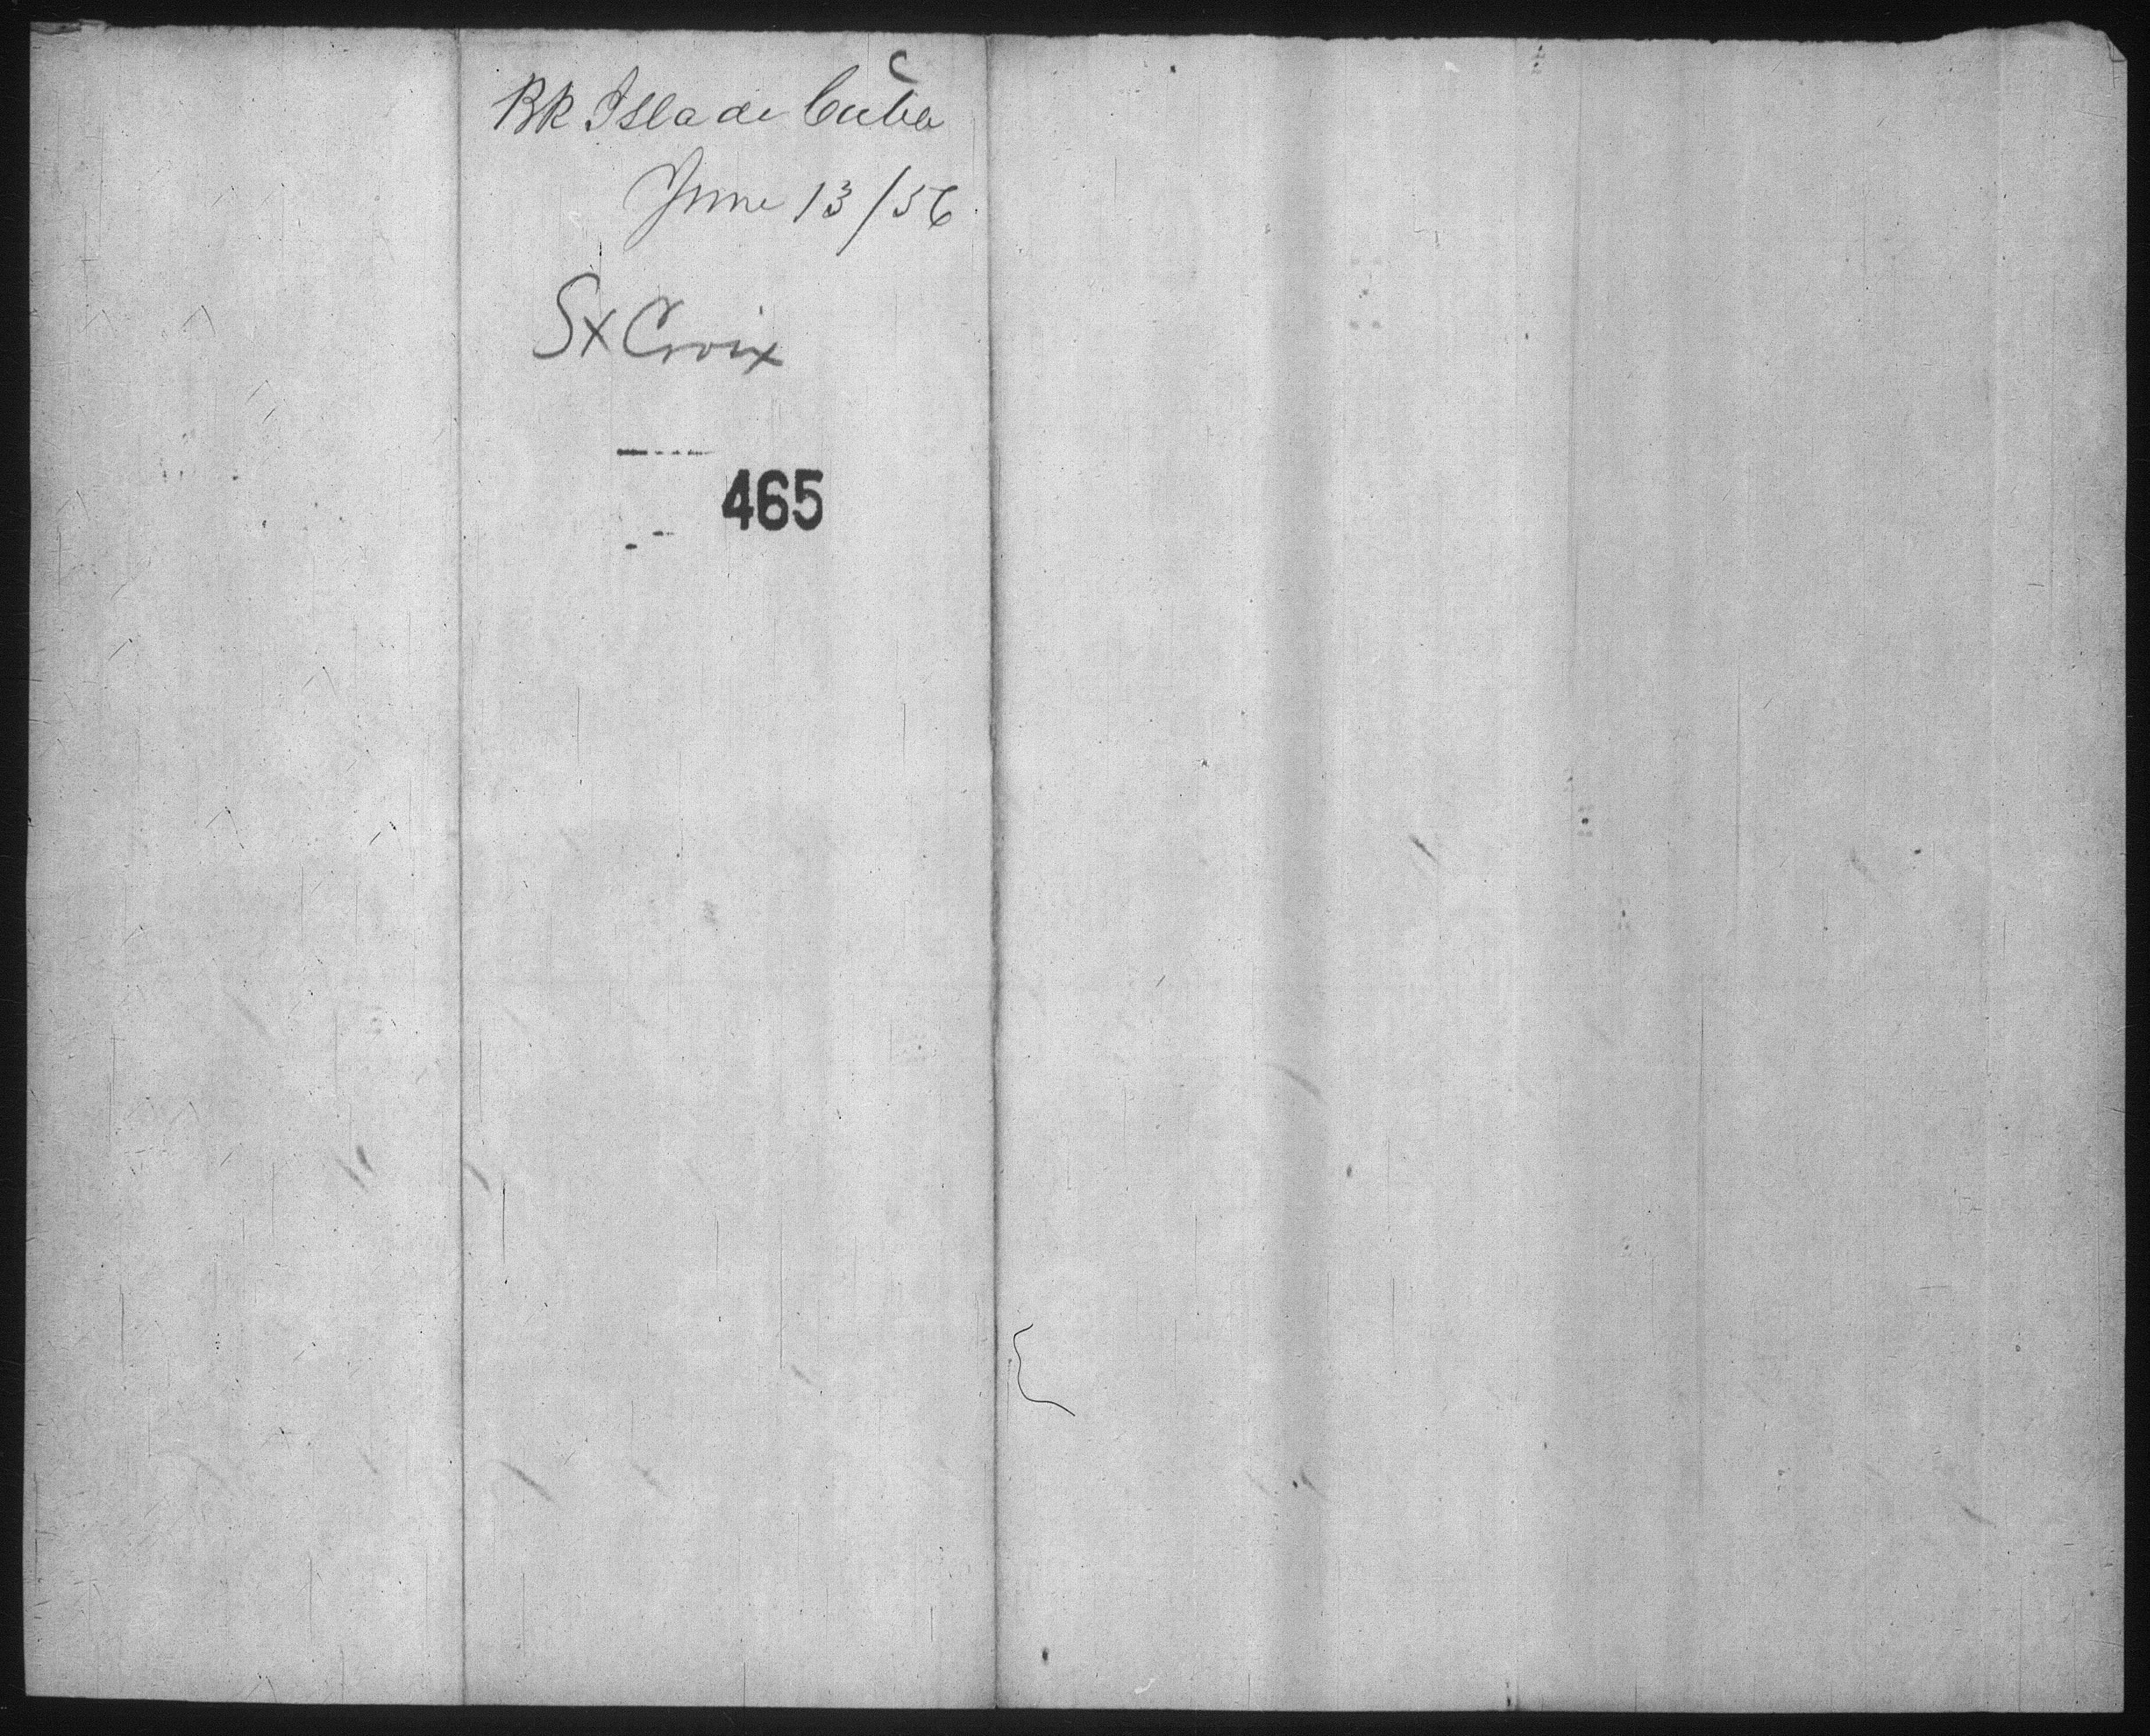 C
Bk Isla de Cuba
June 13/56
St Croix
465